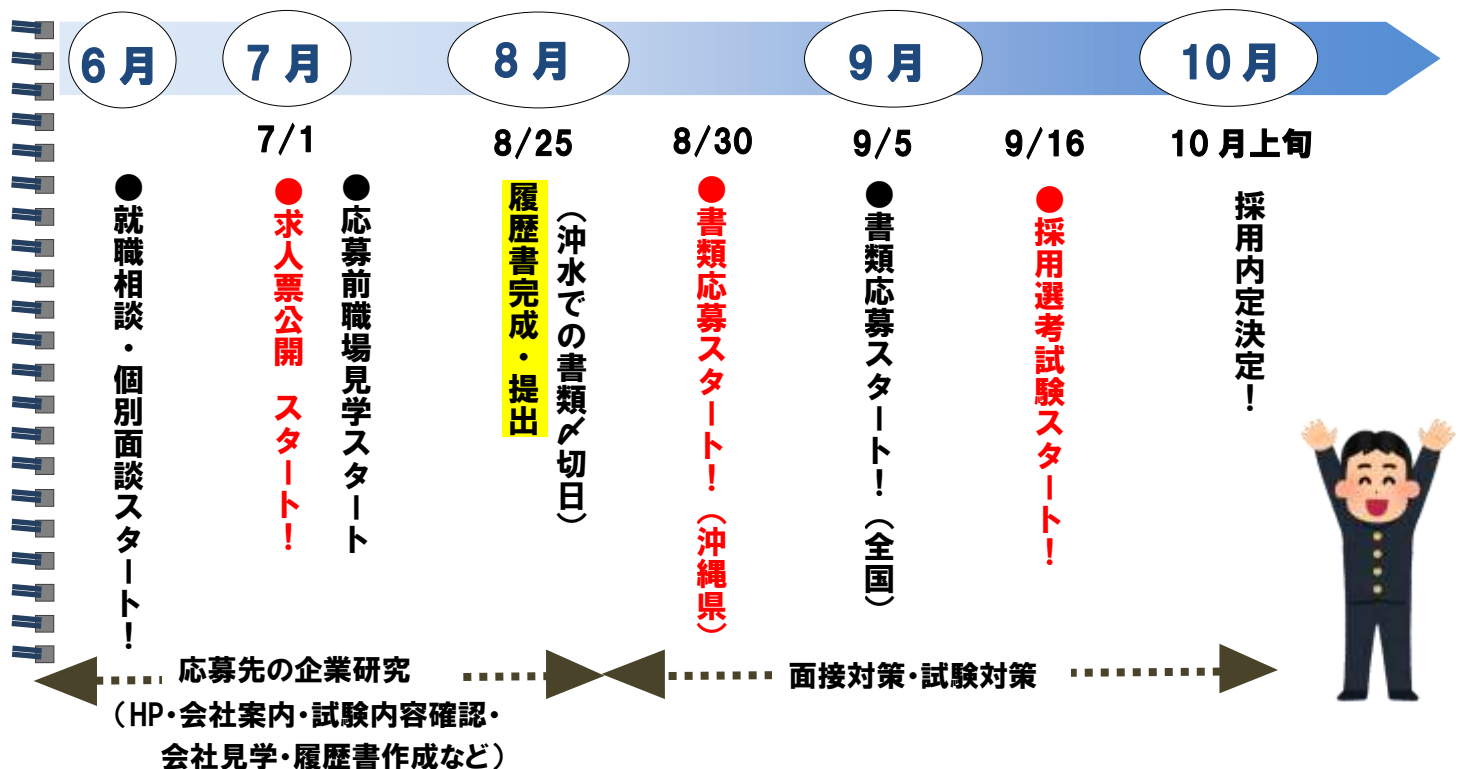 6月
7月
8月
9月
10月
7/1
8/25
8/30
9/5
9/16
10月上旬
●就職相談・個別面談スタート！
●求人票公開 スタート！
●応募前職場見学スタート
履歴書完成・提出
（沖水での書類〆切日）
●書類応募スタート！（沖縄県）
●書類応募スタート！（全国）
●採用選考試験スタート！
採用内定決定！
応募先の企業研究
（HP・会社案内・試験内容確認・
会社見学・履歴書作成など）
面接対策・試験対策